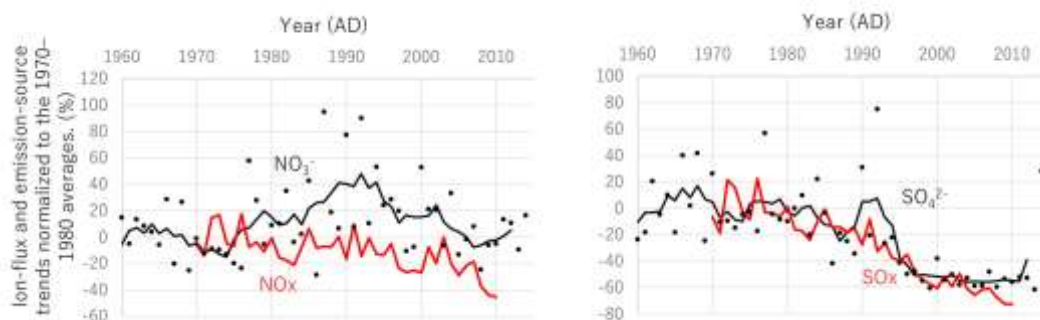 Year (AD)
1960 1970 1980 1990 2000 2010
Ion-flux and emission-source
trends normalized to the 1970–
1980 averages. (%)
120
100
80
60
40
20
0
-20
-40
-60
NO₃⁻
NOx
Year (AD)
1960 1970 1980 1990 2000 2010
100
80
60
40
20
0
-20
-40
-60
-80
SO₄²⁻
SOx